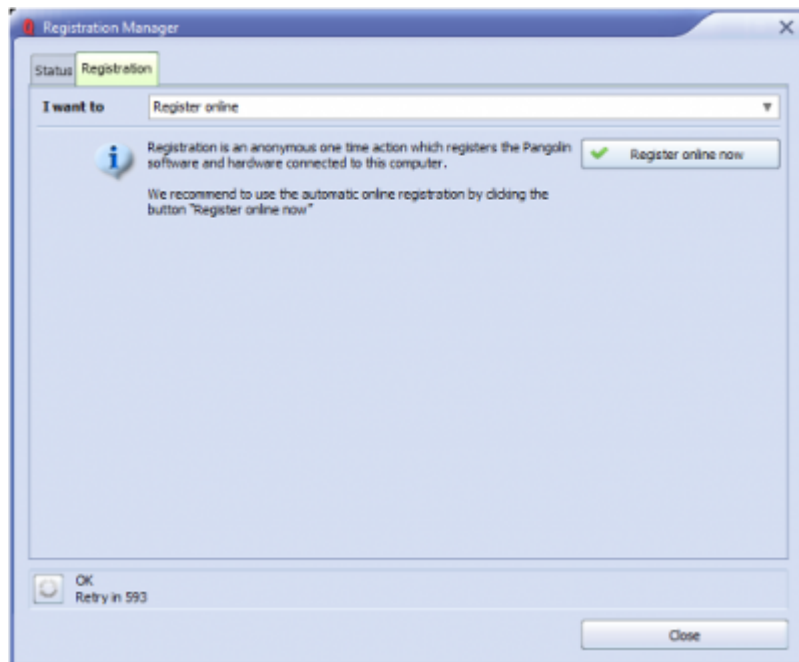 Registration Manager
Status
Registration
I want to
Register online
Registration is an anonymous one time action which registers the Pangolin
software and hardware connected to this computer.
Register online now
We recommend to use the automatic online registration by clicking the
button "Register online now"
OK
Retry in 593
Close